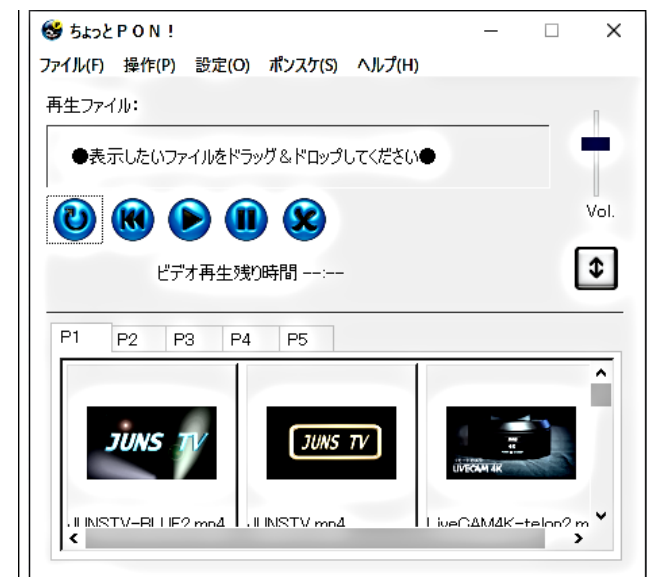 ちょっとPON!
ファイル(F) 操作(P) 設定(O) ポンスケ(S) ヘルプ(H)
再生ファイル:
●表示したいファイルをドラッグ&ドロップしてください●
Vol.
ビデオ再生残り時間 --:--
P1 P2 P3 P4 P5
JUNS TV
JUNS TV
LIVECAM 4K
JUNSTV-BLUE2.mp4 JUNSTV.mp4 LiveCAM4K-telop2.m